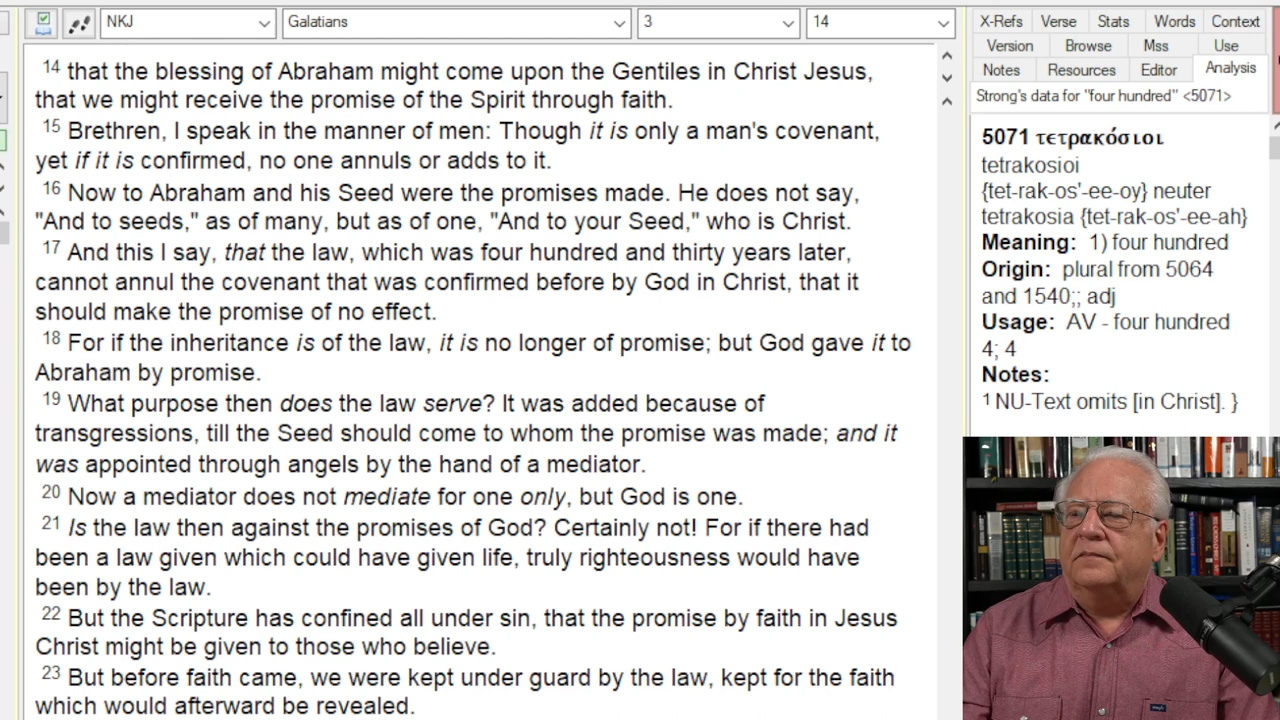 NKJ Galatians 3 14
14 that the blessing of Abraham might come upon the Gentiles in Christ Jesus,
that we might receive the promise of the Spirit through faith.
15 Brethren, I speak in the manner of men: Though it is only a man's covenant,
yet if it is confirmed, no one annuls or adds to it.
16 Now to Abraham and his Seed were the promises made. He does not say,
"And to seeds," as of many, but as of one, "And to your Seed," who is Christ.
17 And this I say, that the law, which was four hundred and thirty years later,
cannot annul the covenant that was confirmed before by God in Christ, that it
should make the promise of no effect.
18 For if the inheritance is of the law, it is no longer of promise; but God gave it to
Abraham by promise.
19 What purpose then does the law serve? It was added because of
transgressions, till the Seed should come to whom the promise was made; and it
was appointed through angels by the hand of a mediator.
20 Now a mediator does not mediate for one only, but God is one.
21 Is the law then against the promises of God? Certainly not! For if there had
been a law given which could have given life, truly righteousness would have
been by the law.
22 But the Scripture has confined all under sin, that the promise by faith in Jesus
Christ might be given to those who believe.
23 But before faith came, we were kept under guard by the law, kept for the faith
which would afterward be revealed.
X-Refs Verse Stats Words Context
Version Browse Mss Use
Notes Resources Editor Analysis
Strong's data for "four hundred" <5071>
5071 τετρακόσιοι
tetrakosioi
{tet-rak-os'-ee-oy} neuter
tetrakosia {tet-rak-os'-ee-ah}
Meaning: 1) four hundred
Origin: plural from 5064
and 1540;; adj
Usage: AV - four hundred
4; 4
Notes:
1 NU-Text omits [in Christ]. }